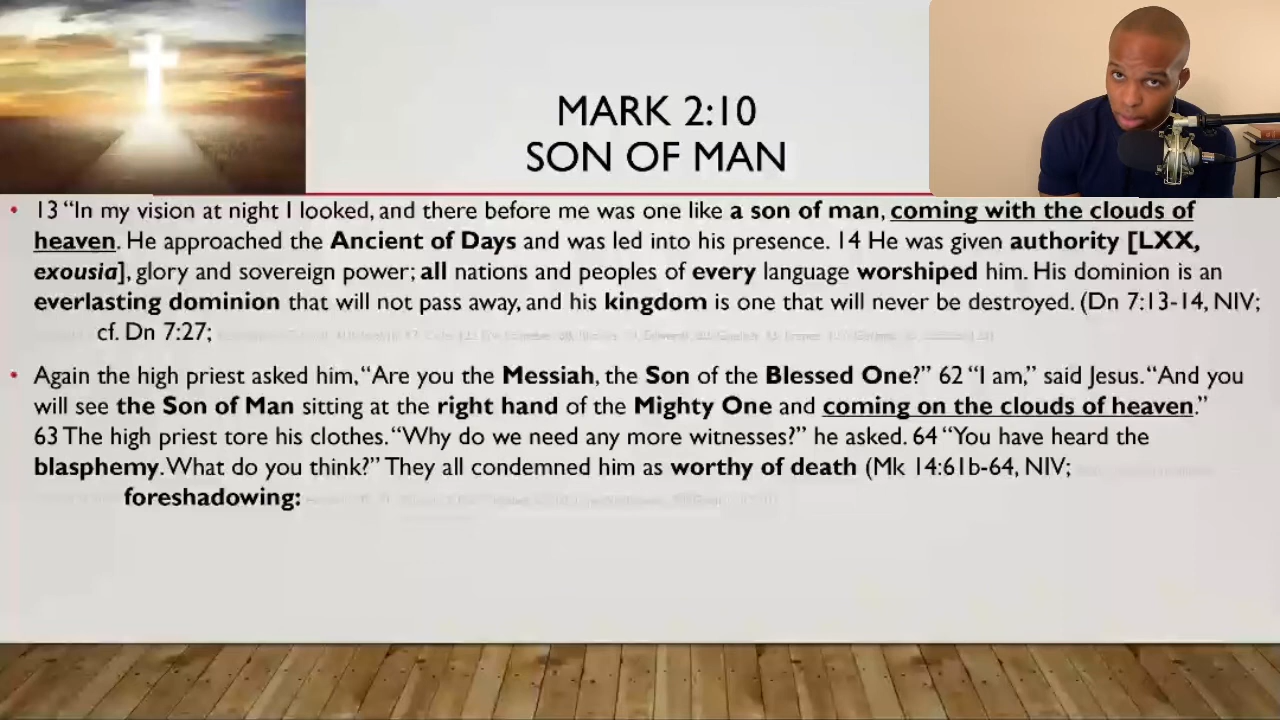 MARK 2:10
SON OF MAN
• 13 “In my vision at night I looked, and there before me was one like a son of man, coming with the clouds of
heaven. He approached the Ancient of Days and was led into his presence. 14 He was given authority [LXX,
exousia], glory and sovereign power; all nations and peoples of every language worshiped him. His dominion is an
everlasting dominion that will not pass away, and his kingdom is one that will never be destroyed. (Dn 7:13-14, NIV;
cf. Dn 7:27;
• Again the high priest asked him, “Are you the Messiah, the Son of the Blessed One?” 62 “I am,” said Jesus. “And you
will see the Son of Man sitting at the right hand of the Mighty One and coming on the clouds of heaven.”
63 The high priest tore his clothes. “Why do we need any more witnesses?” he asked. 64 “You have heard the
blasphemy. What do you think?” They all condemned him as worthy of death (Mk 14:61b-64, NIV;
foreshadowing: